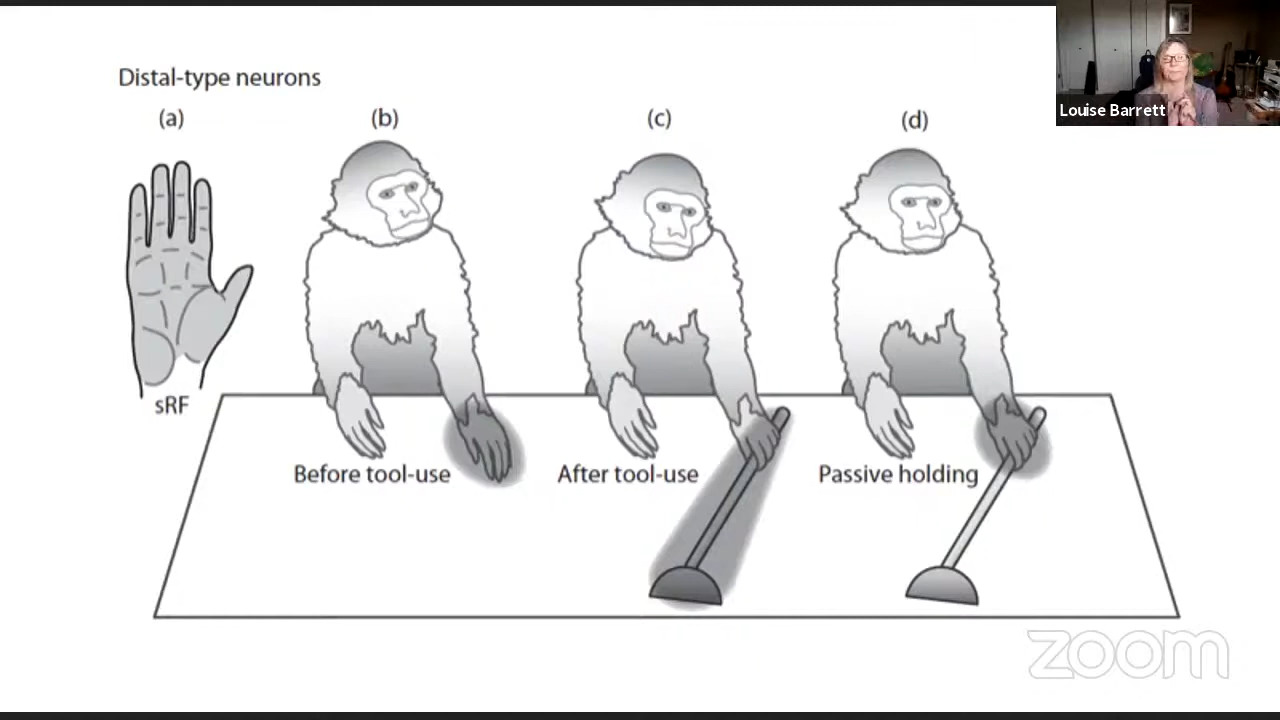 Distal-type neurons
(a)
(b)
(c)
(d)
sRF
Before tool-use
After tool-use
Passive holding
Louise Barrett
zoom